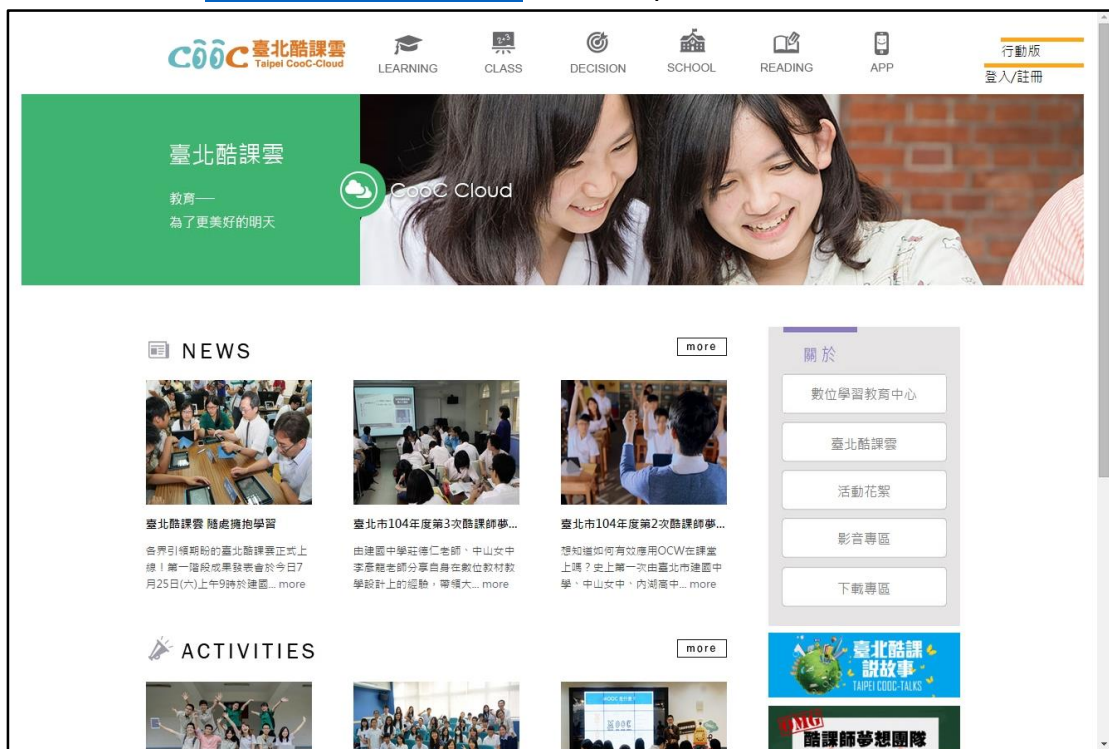 COOC 臺北酷課雲
Taipei CooC-Cloud
LEARNING
CLASS
DECISION
SCHOOL
READING
APP
行動版
登入/註冊
臺北酷課雲
教育──
為了更美好的明天
CooC Cloud
NEWS
more
臺北酷課雲 隨處擁抱學習
各界引領期盼的臺北酷課雲正式上
線！第一階段成果發表會於今日7
月25日(六)上午9時於建國... more
臺北市104年度第3次酷課師夢...
由建國中學莊德仁老師、中山女中
李彥龍老師分享自身在數位教材教
學設計上的經驗，帶領大... more
臺北市104年度第2次酷課師夢...
想知道如何有效應用OCW在課堂
上嗎？史上第一次由臺北市建國中
學、中山女中、內湖高中... more
關於
數位學習教育中心
臺北酷課雲
活動花絮
影音專區
下載專區
臺北酷課
說故事
TAIPEI COOC-TALKS
ACTIVITIES
more
OMG
酷課師夢想團隊